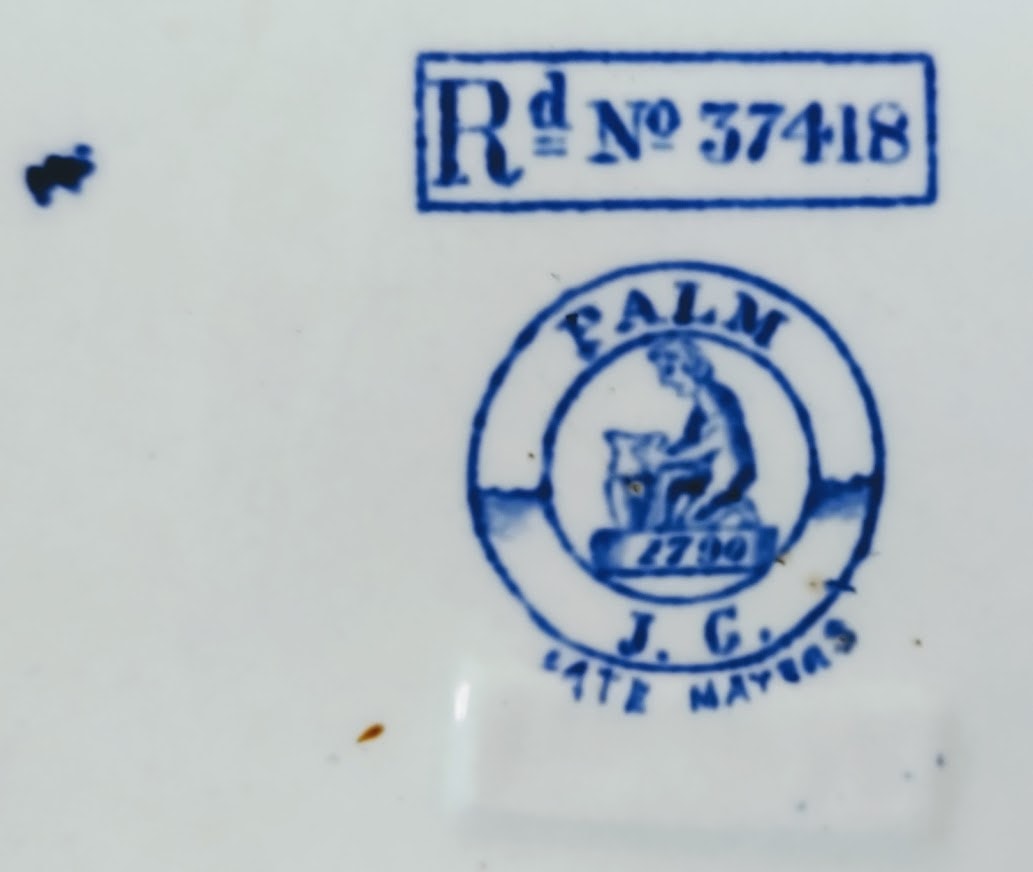 Rd No 37418
PALM
1790
J. C.
LATE MAYERS